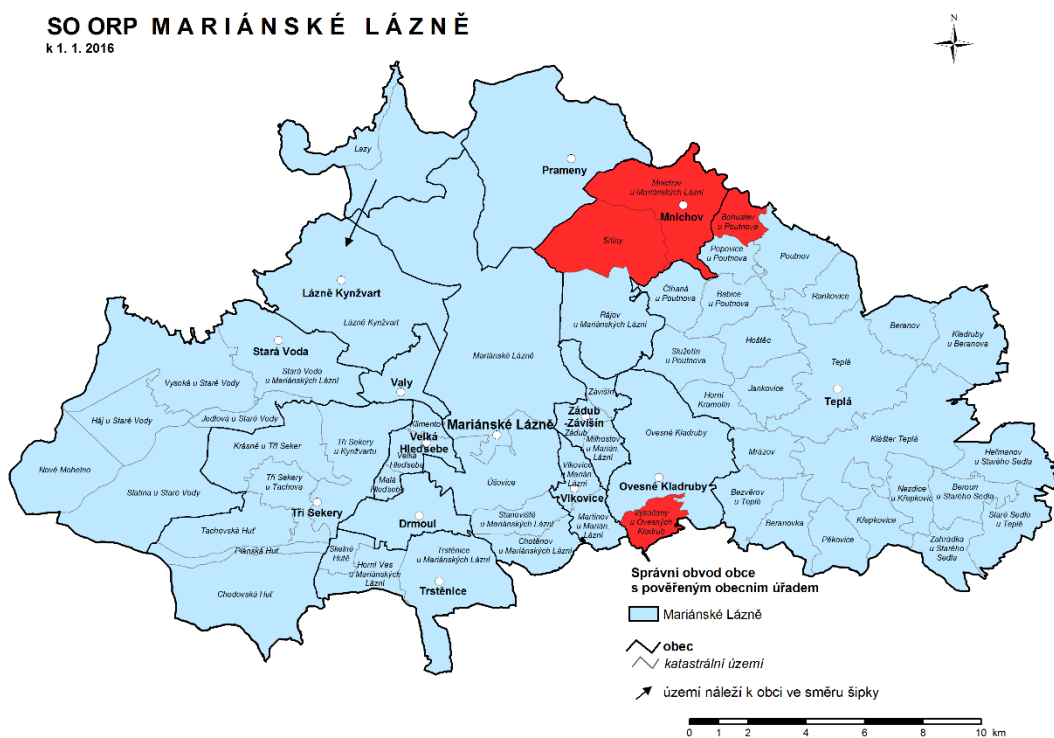 SO ORP MARIÁNSKÉ LÁZNĚ
k 1. 1. 2016
N
Lazy
Prameny
Mnichov
u Mariánských Lázní
Mnichov
Bohuslav
u Poutnova
Sítiny
Popovice
u Poutnova
Poutnov
Lázně Kynžvart
Číhaná
u Poutnova
Babice
u Poutnova
Rankovice
Lázně Kynžvart
Rájov
u Mariánských Lázní
Beranov
Kladruby
u Beranova
Stará Voda
Mariánské Lázně
Služetín
u Poutnova
Hoštěc
Teplá
Vysoká u Staré Vody
Stará Voda
u Mariánských Lázní
Valy
Závišín
Horní
Kramolín
Jankovice
Teplá
Háj u Staré Vody
Jedlová u Staré Vody
Klimentov
Mariánské Lázně
Zádub
-Závišín
Zádub
Krásné u Tří Seker
Tři Sekery
u Kynžvartu
Velká
Hleďsebe
Velká
Hleďsebe
Milhostov
u Marián.
Lázní
Ovesné Kladruby
Klášter Teplá
Nové Mohelno
Tři Sekery
u Tachova
Malá
Hleďsebe
Úšovice
Vlkovice
u Marián.
Lázní
Mrázov
Heřmanov
u Starého Sedla
Slatina u Staré Vody
Tři Sekery
Vlkovice
Ovesné Kladruby
Bezvěrov
u Teplé
Nezdice
u Křepkovic
Beroun
u Starého Sedla
Drmoul
Stanoviště
u Mariánských Lázní
Martinov
u Marián.
Lázní
Vysočany
u Ovesných
Kladrub
Beranovka
Křepkovice
Staré Sedlo
u Teplé
Tachovská Huť
Plánská Huť
Skelné
Hutě
Horní Ves
u Mariánských
Lázní
Trstěnice
u Mariánských Lázní
Chotěnov
u Mariánských Lázní
Pěkovice
Zahrádka
u Starého
Sedla
Chodovská Huť
Trstěnice
Správní obvod obce
s pověřeným obecním úřadem
Mariánské Lázně
obec
katastrální území
území náleží k obci ve směru šipky
0 1 2 4 6 8 10 km